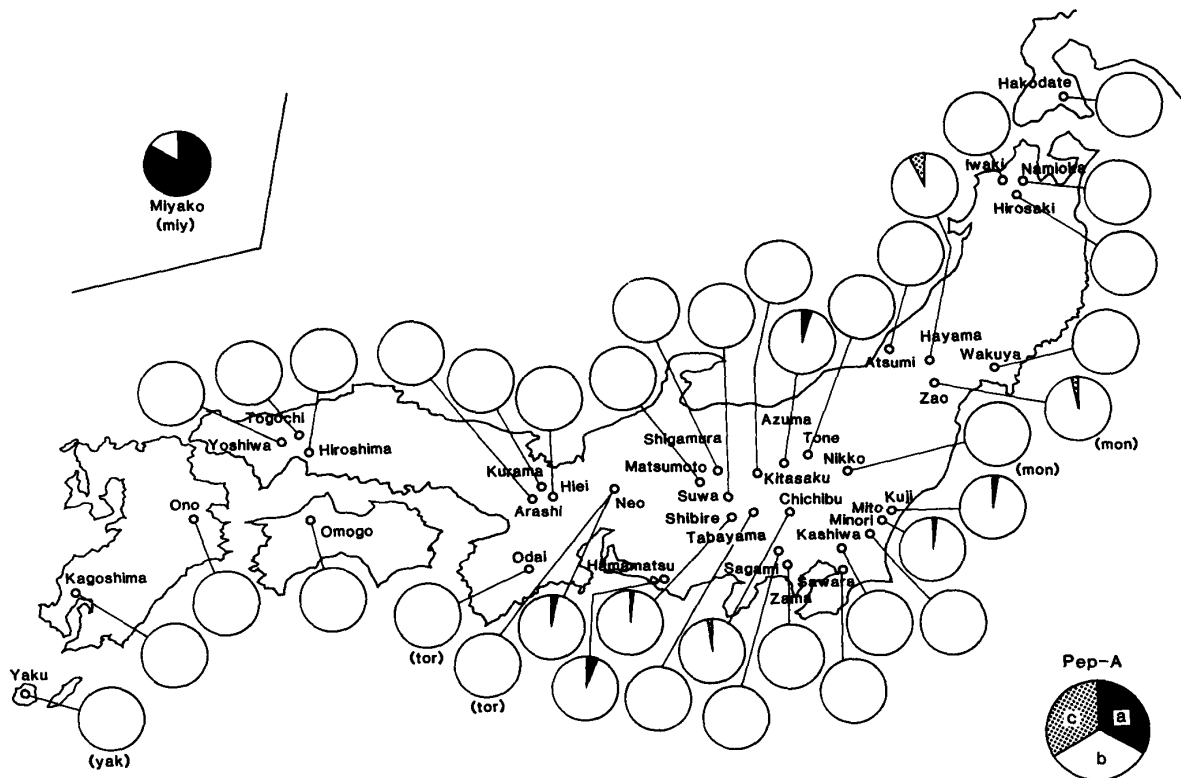 Hakodate
Iwaki
Namioka
Hirosaki
Miyako
(miy)
Hayama
Atsumi
Wakuya
Zao
(mon)
Azuma
Togochi
Yoshiwa
Hiroshima
Shigamura
Tone
Nikko
(mon)
Matsumoto
Kitasaku
Kurama
Hiei
Neo
Suwa
Chichibu
Kuji
Ono
Arashi
Shibire
Mito
Omogo
Minori
Tabayama
Kashiwa
Odai
Hamamatsu
Sagami
Sawara
Kagoshima
Zama
(tor)
Yaku
Pep-A
(tor)
c
a
b
(yak)